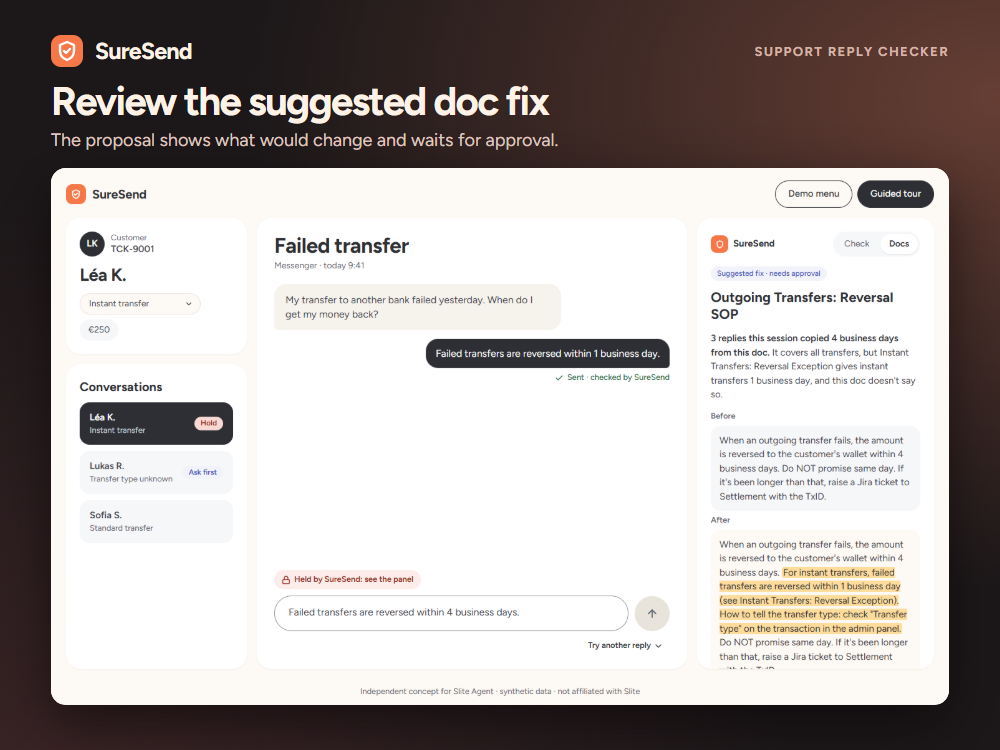 SureSend
SUPPORT REPLY CHECKER
Review the suggested doc fix
The proposal shows what would change and waits for approval.
SureSend
Demo menu
Guided tour
LK
Customer
TCK-9001
Léa K.
Instant transfer
€250
Conversations
Léa K.
Instant transfer
Hold
Lukas R.
Transfer type unknown
Ask first
Sofia S.
Standard transfer
Failed transfer
Messenger · today 9:41
My transfer to another bank failed yesterday. When do I
get my money back?
Failed transfers are reversed within 1 business day.
Sent · checked by SureSend
Held by SureSend: see the panel
Failed transfers are reversed within 4 business days.
Try another reply
SureSend
Check
Docs
Suggested fix · needs approval
Outgoing Transfers: Reversal
SOP
3 replies this session copied 4 business days
from this doc. It covers all transfers, but Instant
Transfers: Reversal Exception gives instant
transfers 1 business day, and this doc doesn't say
so.
Before
When an outgoing transfer fails, the amount
is reversed to the customer's wallet within 4
business days. Do NOT promise same day. If
it's been longer than that, raise a Jira ticket to
Settlement with the TxID.
After
When an outgoing transfer fails, the amount
is reversed to the customer's wallet within 4
business days. For instant transfers, failed
transfers are reversed within 1 business day
(see Instant Transfers: Reversal Exception).
How to tell the transfer type: check "Transfer
type" on the transaction in the admin panel.
Do NOT promise same day. If it's been longer
than that, raise a Jira ticket to Settlement
with the TxID.
Independent concept for Slite Agent · synthetic data · not affiliated with Slite